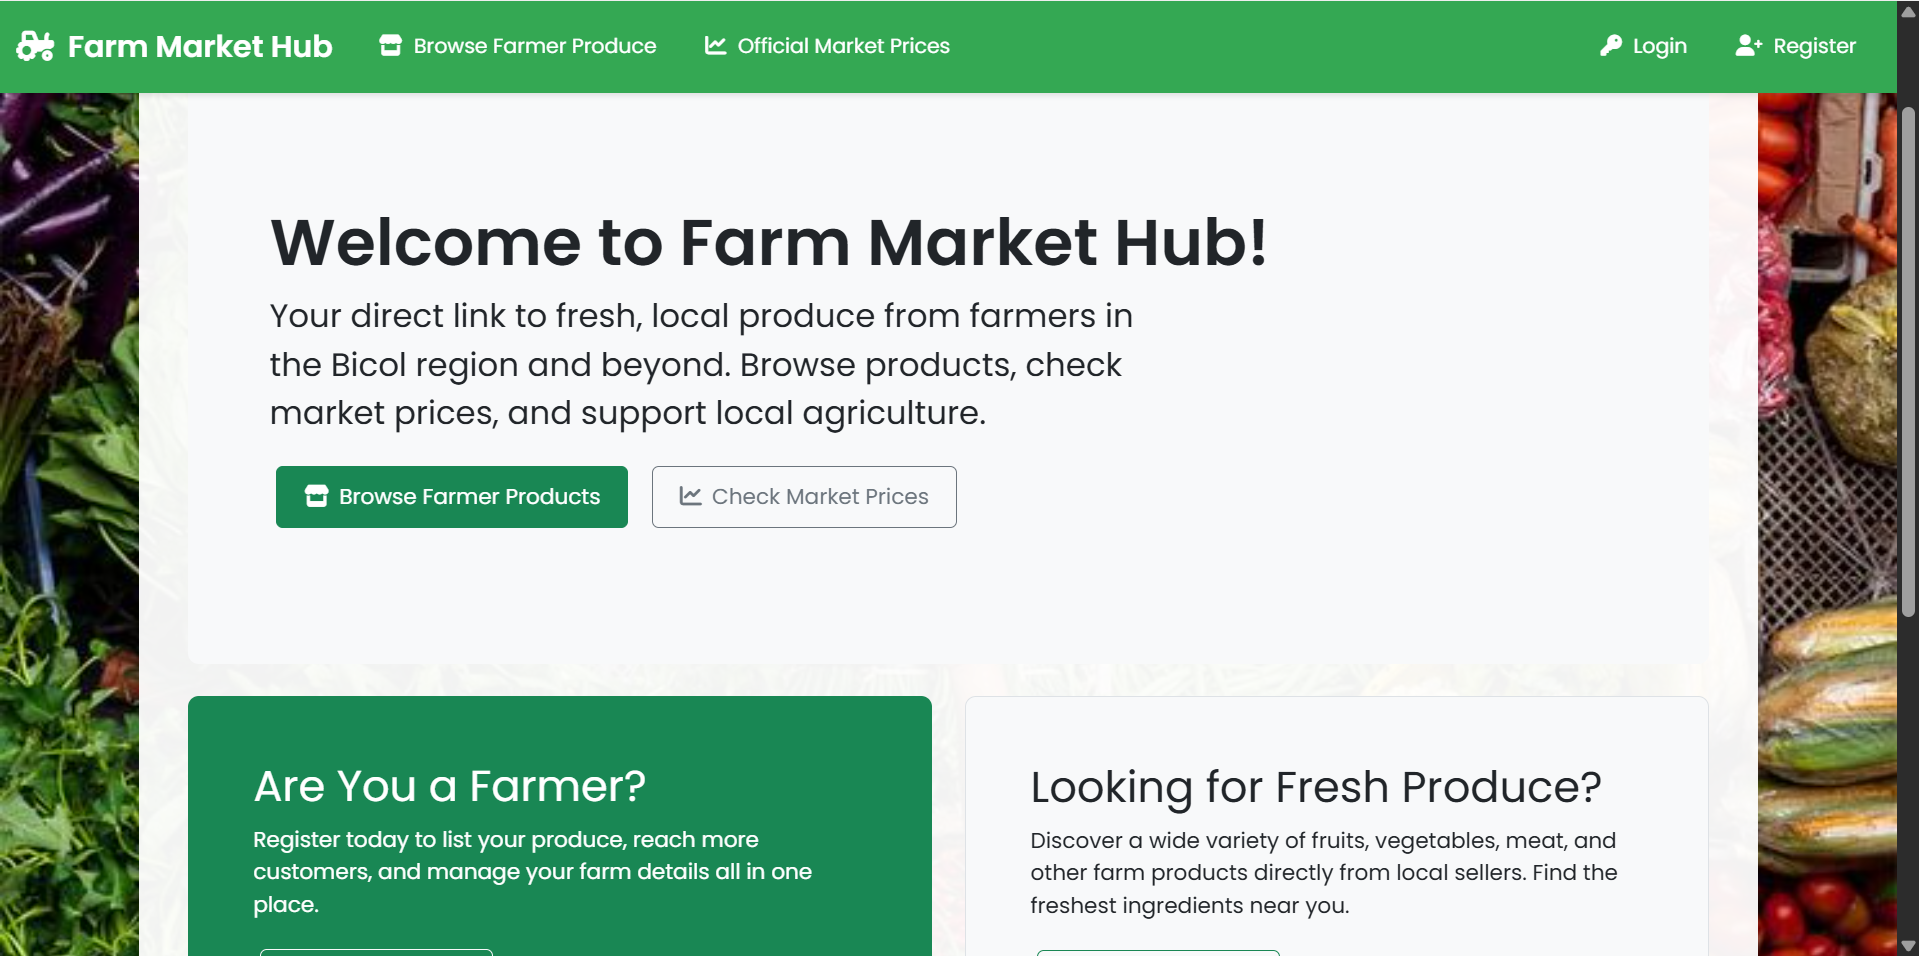 Farm Market Hub
Browse Farmer Produce
Official Market Prices
Login
Register
Welcome to Farm Market Hub!
Your direct link to fresh, local produce from farmers in
the Bicol region and beyond. Browse products, check
market prices, and support local agriculture.
Browse Farmer Products
Check Market Prices
Are You a Farmer?
Register today to list your produce, reach more
customers, and manage your farm details all in one
place.
Looking for Fresh Produce?
Discover a wide variety of fruits, vegetables, meat, and
other farm products directly from local sellers. Find the
freshest ingredients near you.